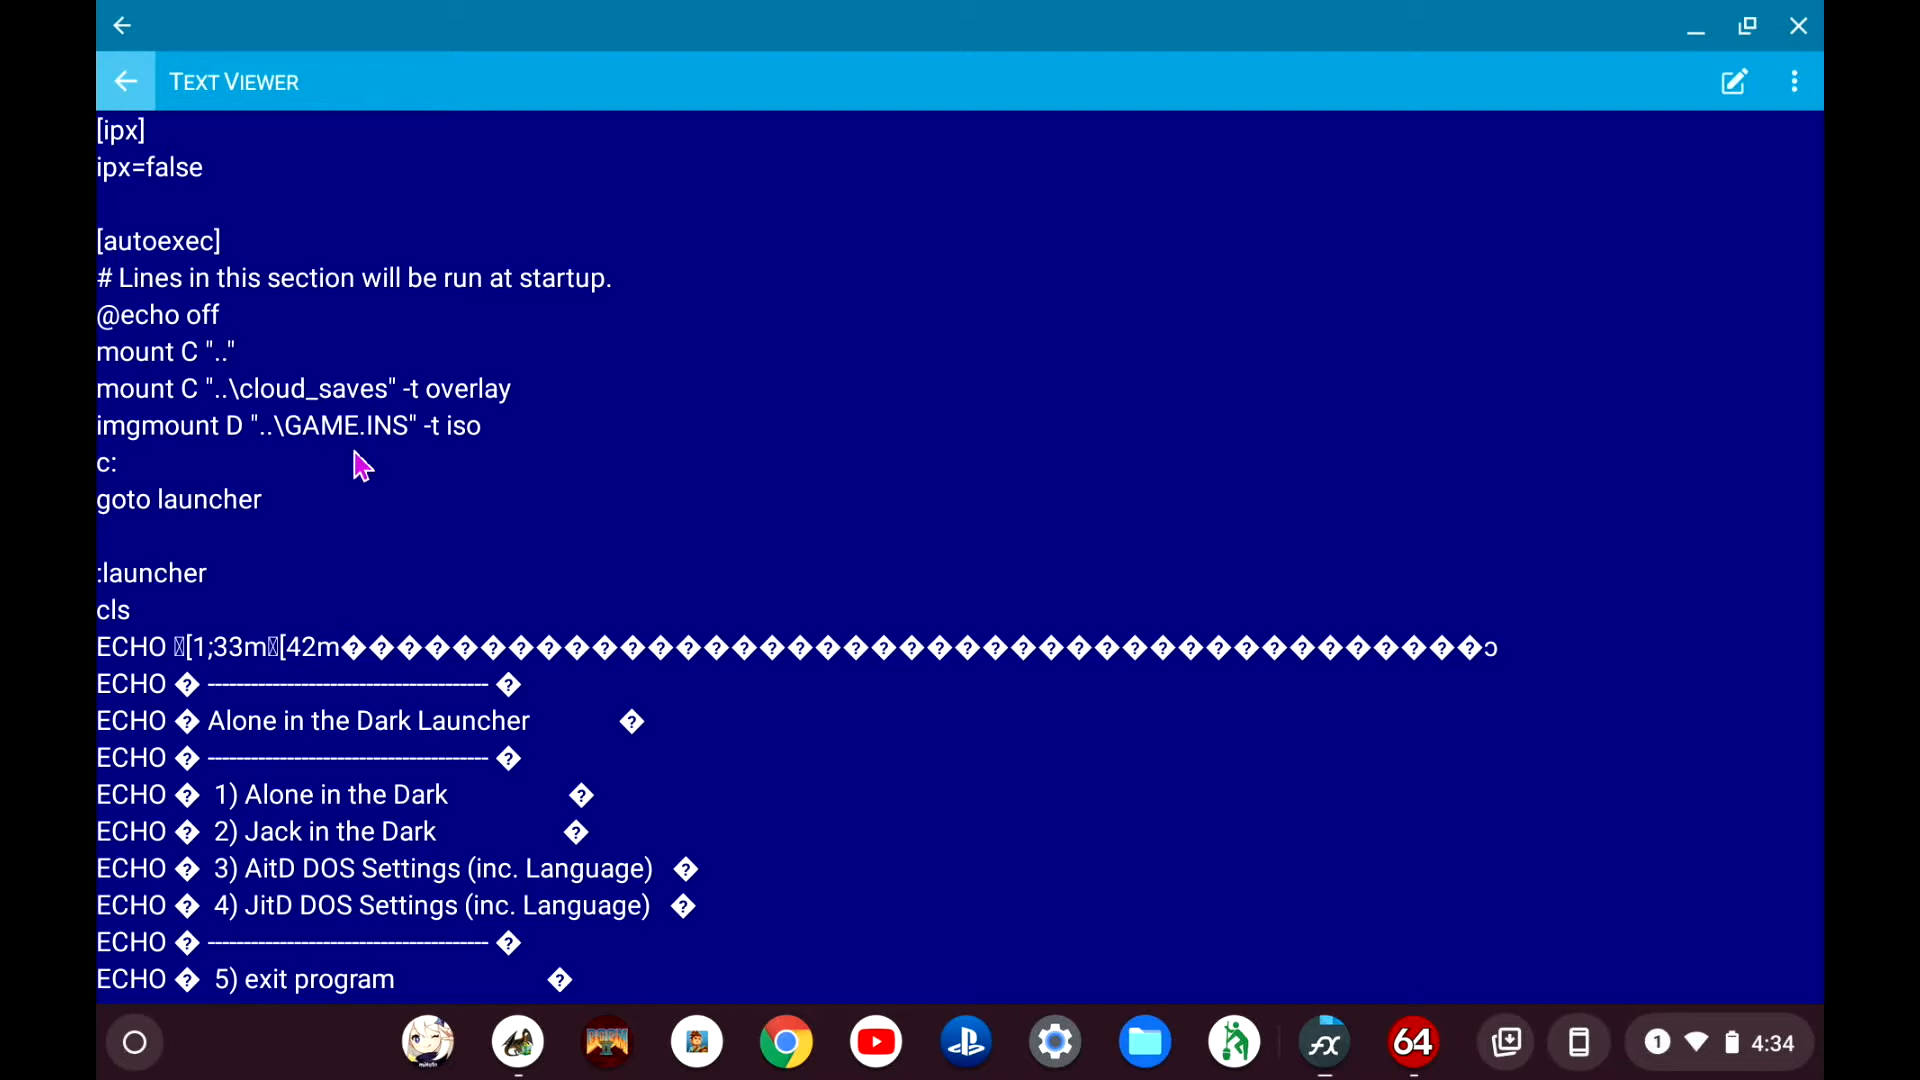 TEXT VIEWER
[ipx]
ipx=false
[autoexec]
# Lines in this section will be run at startup.
@echo off
mount C ".."
mount C "..\cloud_saves" -t overlay
imgmount D "..\GAME.INS" -t iso
c:
goto launcher
:launcher
cls
ECHO [1;33m[42m�����������������������������������������ↄ
ECHO � ---------------------------------------- �
ECHO � Alone in the Dark Launcher �
ECHO � ---------------------------------------- �
ECHO � 1) Alone in the Dark �
ECHO � 2) Jack in the Dark �
ECHO � 3) AitD DOS Settings (inc. Language) �
ECHO � 4) JitD DOS Settings (inc. Language) �
ECHO � ---------------------------------------- �
ECHO � 5) exit program �
DOOM
II
fx
64
1
4:34